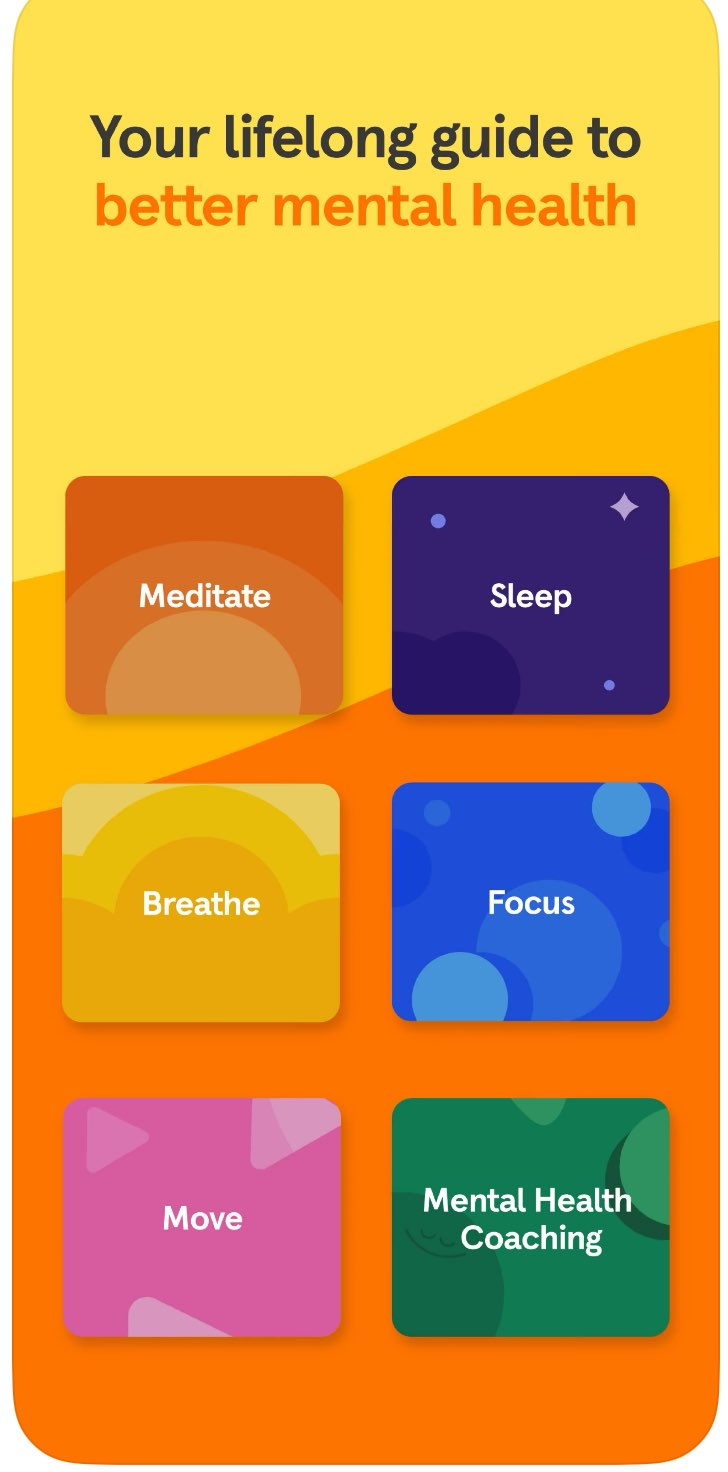 Your lifelong guide to
better mental health
Meditate
Sleep
Breathe
Focus
Move
Mental Health
Coaching